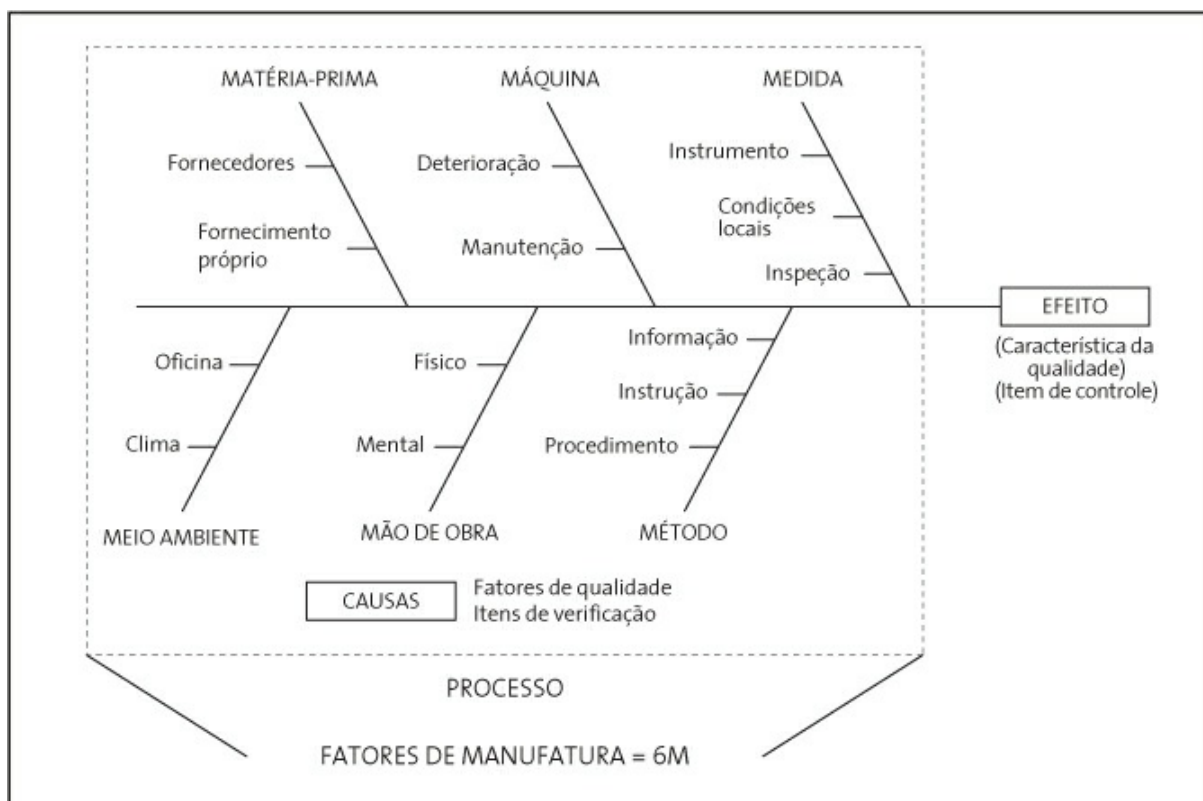 MATÉRIA-PRIMA
MÁQUINA
MEDIDA
Fornecedores
Fornecimento
próprio
Deterioração
Manutenção
Instrumento
Condições
locais
Inspeção
EFEITO
(Característica da
qualidade)
(Item de controle)
Oficina
Clima
Físico
Mental
Informação
Instrução
Procedimento
MEIO AMBIENTE
MÃO DE OBRA
MÉTODO
CAUSAS
Fatores de qualidade
Itens de verificação
PROCESSO
FATORES DE MANUFATURA = 6M